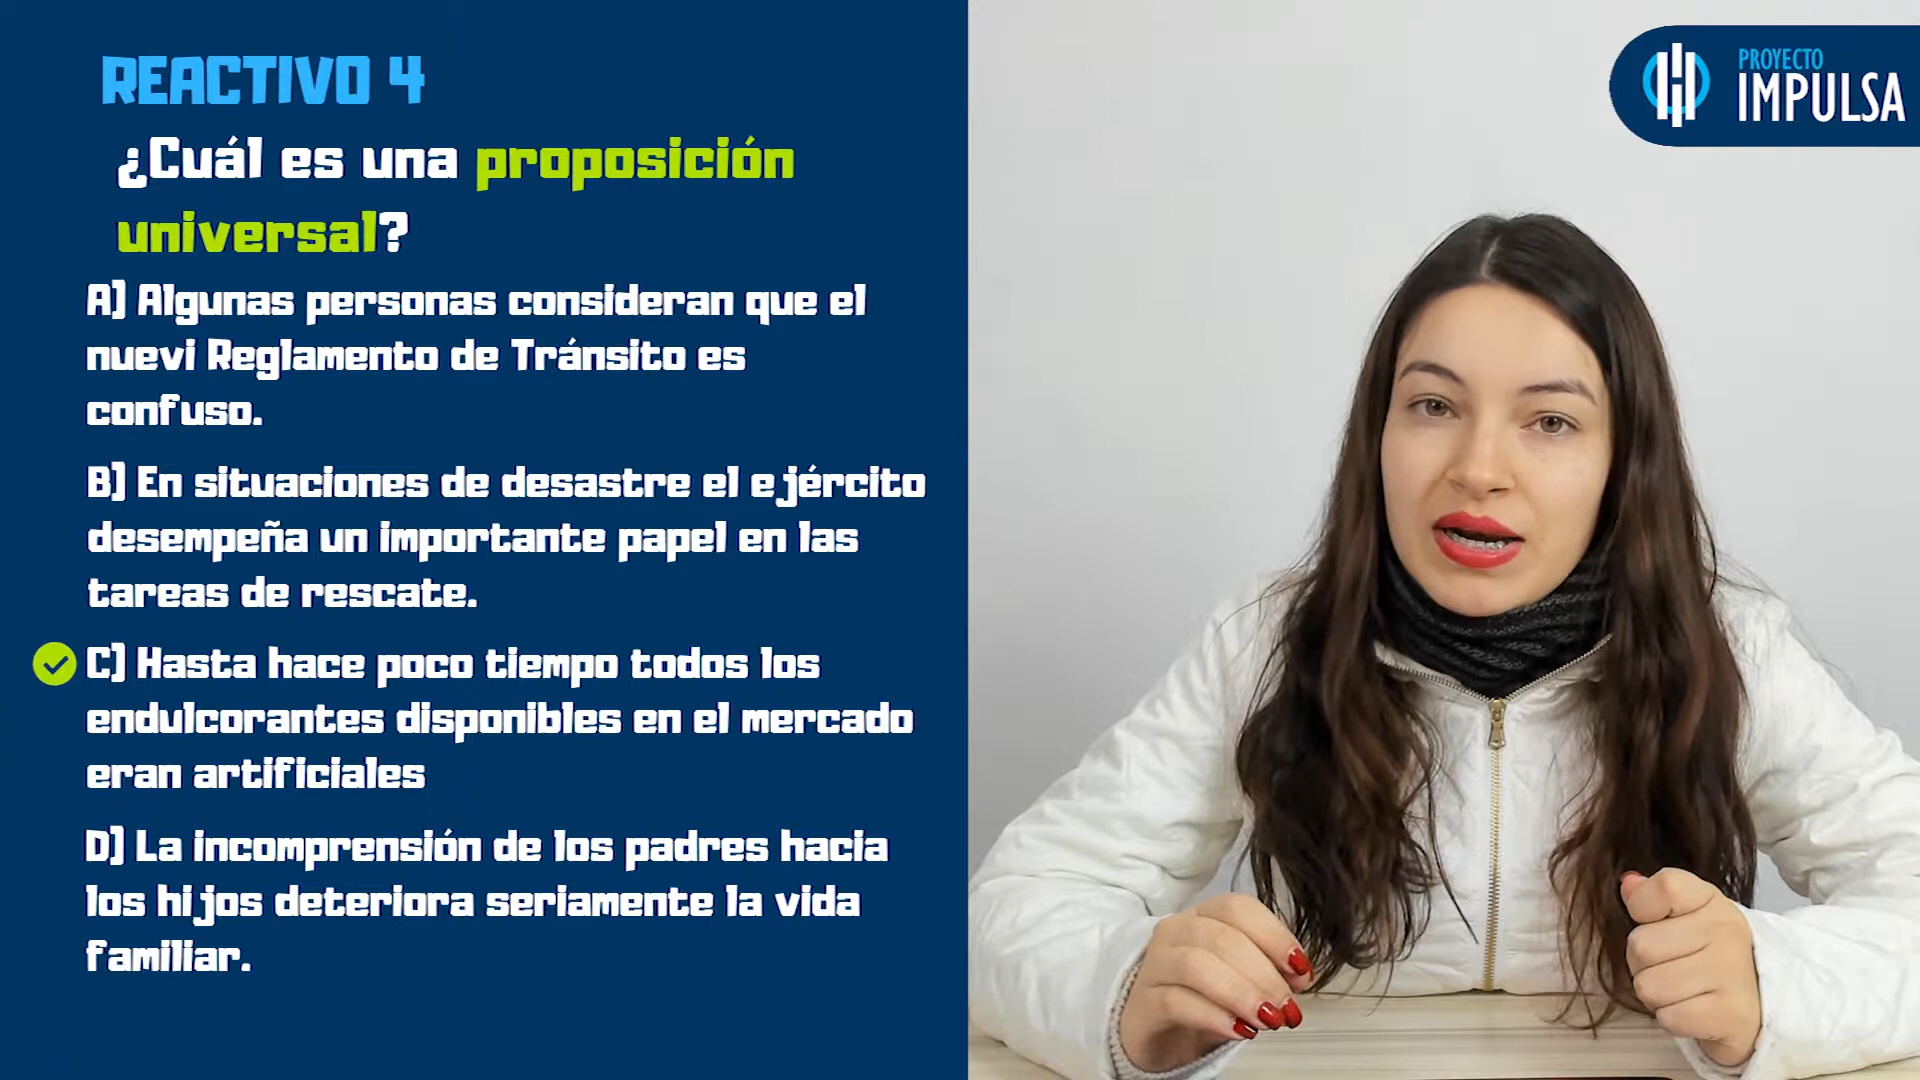 REACTIVO 4
¿Cuál es una proposición
universal?
A) Algunas personas consideran que el
nuevi Reglamento de Tránsito es
confuso.
B) En situaciones de desastre el ejército
desempeña un importante papel en las
tareas de rescate.
C) Hasta hace poco tiempo todos los
endulcorantes disponibles en el mercado
eran artificiales
D) La incomprensión de los padres hacia
los hijos deteriora seriamente la vida
familiar.
PROYECTO
IMPULSA